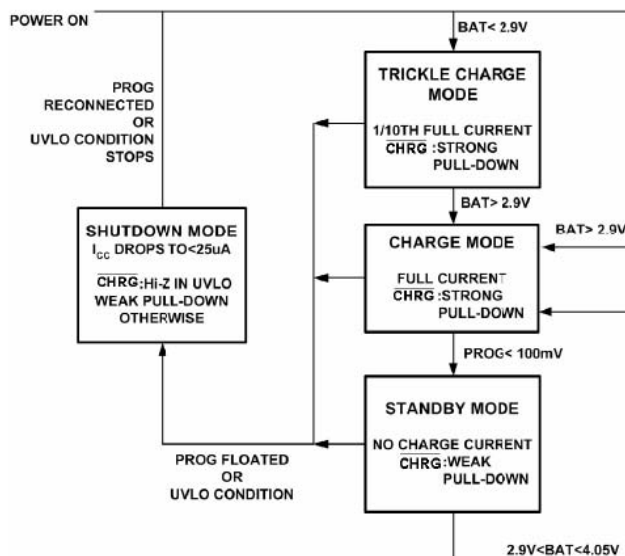 POWER ON
BAT< 2.9V
TRICKLE CHARGE
MODE
1/10TH FULL CURRENT
CHRG :STRONG
PULL-DOWN
PROG
RECONNECTED
OR
UVLO CONDITION
STOPS
BAT> 2.9V
SHUTDOWN MODE
ICC DROPS TO<25uA
CHRG:Hi-Z IN UVLO
WEAK PULL-DOWN
OTHERWISE
CHARGE MODE
FULL CURRENT
CHRG :STRONG
PULL-DOWN
BAT> 2.9V
PROG< 100mV
STANDBY MODE
NO CHARGE CURRENT
CHRG :WEAK
PULL-DOWN
PROG FLOATED
OR
UVLO CONDITION
2.9V<BAT<4.05V